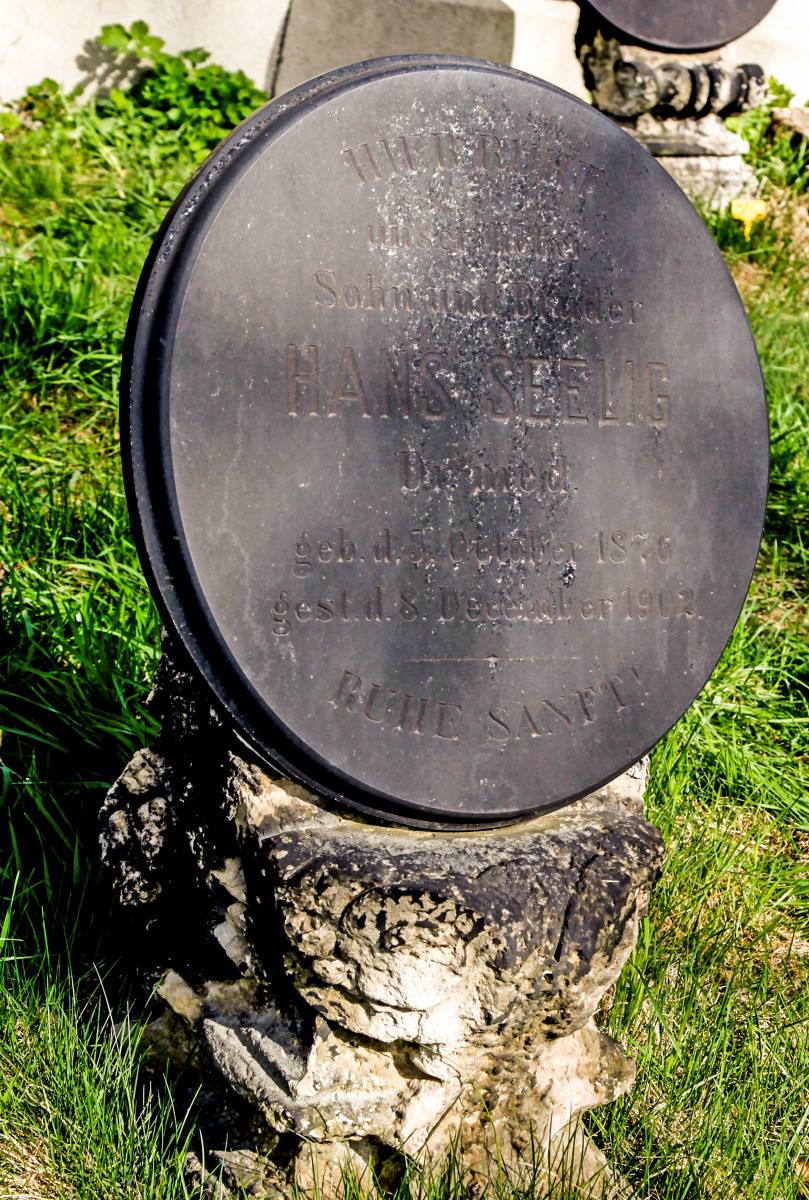 HIER RUHT
unser lieber
Sohn und Bruder
HANS SEELIG
Dr. med.
geb. d. 5. October 1876
gest. d. 8. December 1902.
RUHE SANFT!